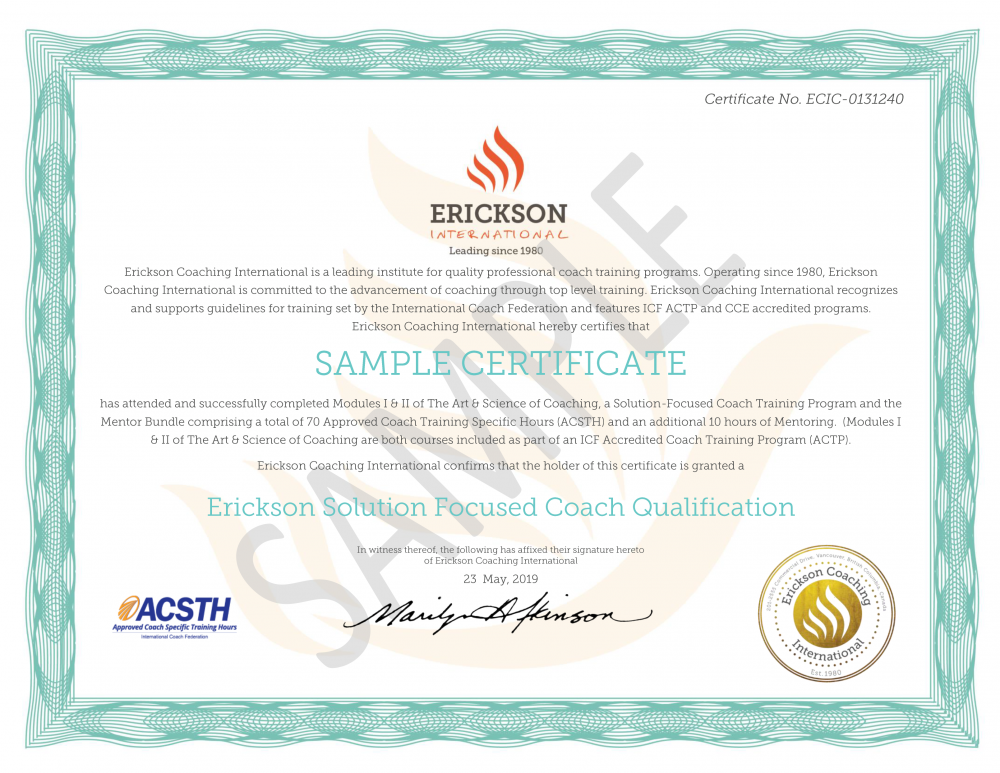 Certificate No. ECIC-0131240
ERICKSON
INTERNATIONAL
Leading since 1980
Erickson Coaching International is a leading institute for quality professional coach training programs. Operating since 1980, Erickson
Coaching International is committed to the advancement of coaching through top level training. Erickson Coaching International recognizes
and supports guidelines for training set by the International Coach Federation and features ICF ACTP and CCE accredited programs.
Erickson Coaching International hereby certifies that
SAMPLE CERTIFICATE
has attended and successfully completed Modules I & II of The Art & Science of Coaching, a Solution-Focused Coach Training Program and the
Mentor Bundle comprising a total of 70 Approved Coach Training Specific Hours (ACSTH) and an additional 10 hours of Mentoring. (Modules I
& II of The Art & Science of Coaching are both courses included as part of an ICF Accredited Coach Training Program (ACTP).
Erickson Coaching International confirms that the holder of this certificate is granted a
Erickson Solution Focused Coach Qualification
In witness thereof, the following has affixed their signature hereto
of Erickson Coaching International
23 May, 2019
Marilyn Atkinson
ACSTH
Approved Coach Specific Training Hours
International Coach Federation
Commercial Drive, Vancouver, British Columbia, Canada
Erickson Coaching
International
Est. 1980
SAMPLE